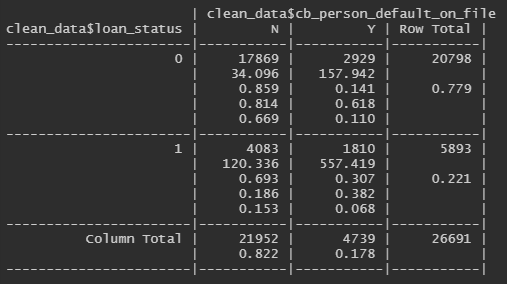 | clean_data$cb_person_default_on_file
clean_data$loan_status |         N |         Y | Row Total |
-----------------------|-----------|-----------|-----------|
                     0 |     17869 |      2929 |     20798 |
                       |    34.096 |   157.942 |           |
                       |     0.859 |     0.141 |     0.779 |
                       |     0.814 |     0.618 |           |
                       |     0.669 |     0.110 |           |
-----------------------|-----------|-----------|-----------|
                     1 |      4083 |      1810 |      5893 |
                       |   120.336 |   557.419 |           |
                       |     0.693 |     0.307 |     0.221 |
                       |     0.186 |     0.382 |           |
                       |     0.153 |     0.068 |           |
-----------------------|-----------|-----------|-----------|
          Column Total |     21952 |      4739 |     26691 |
                       |     0.822 |     0.178 |           |
-----------------------|-----------|-----------|-----------|